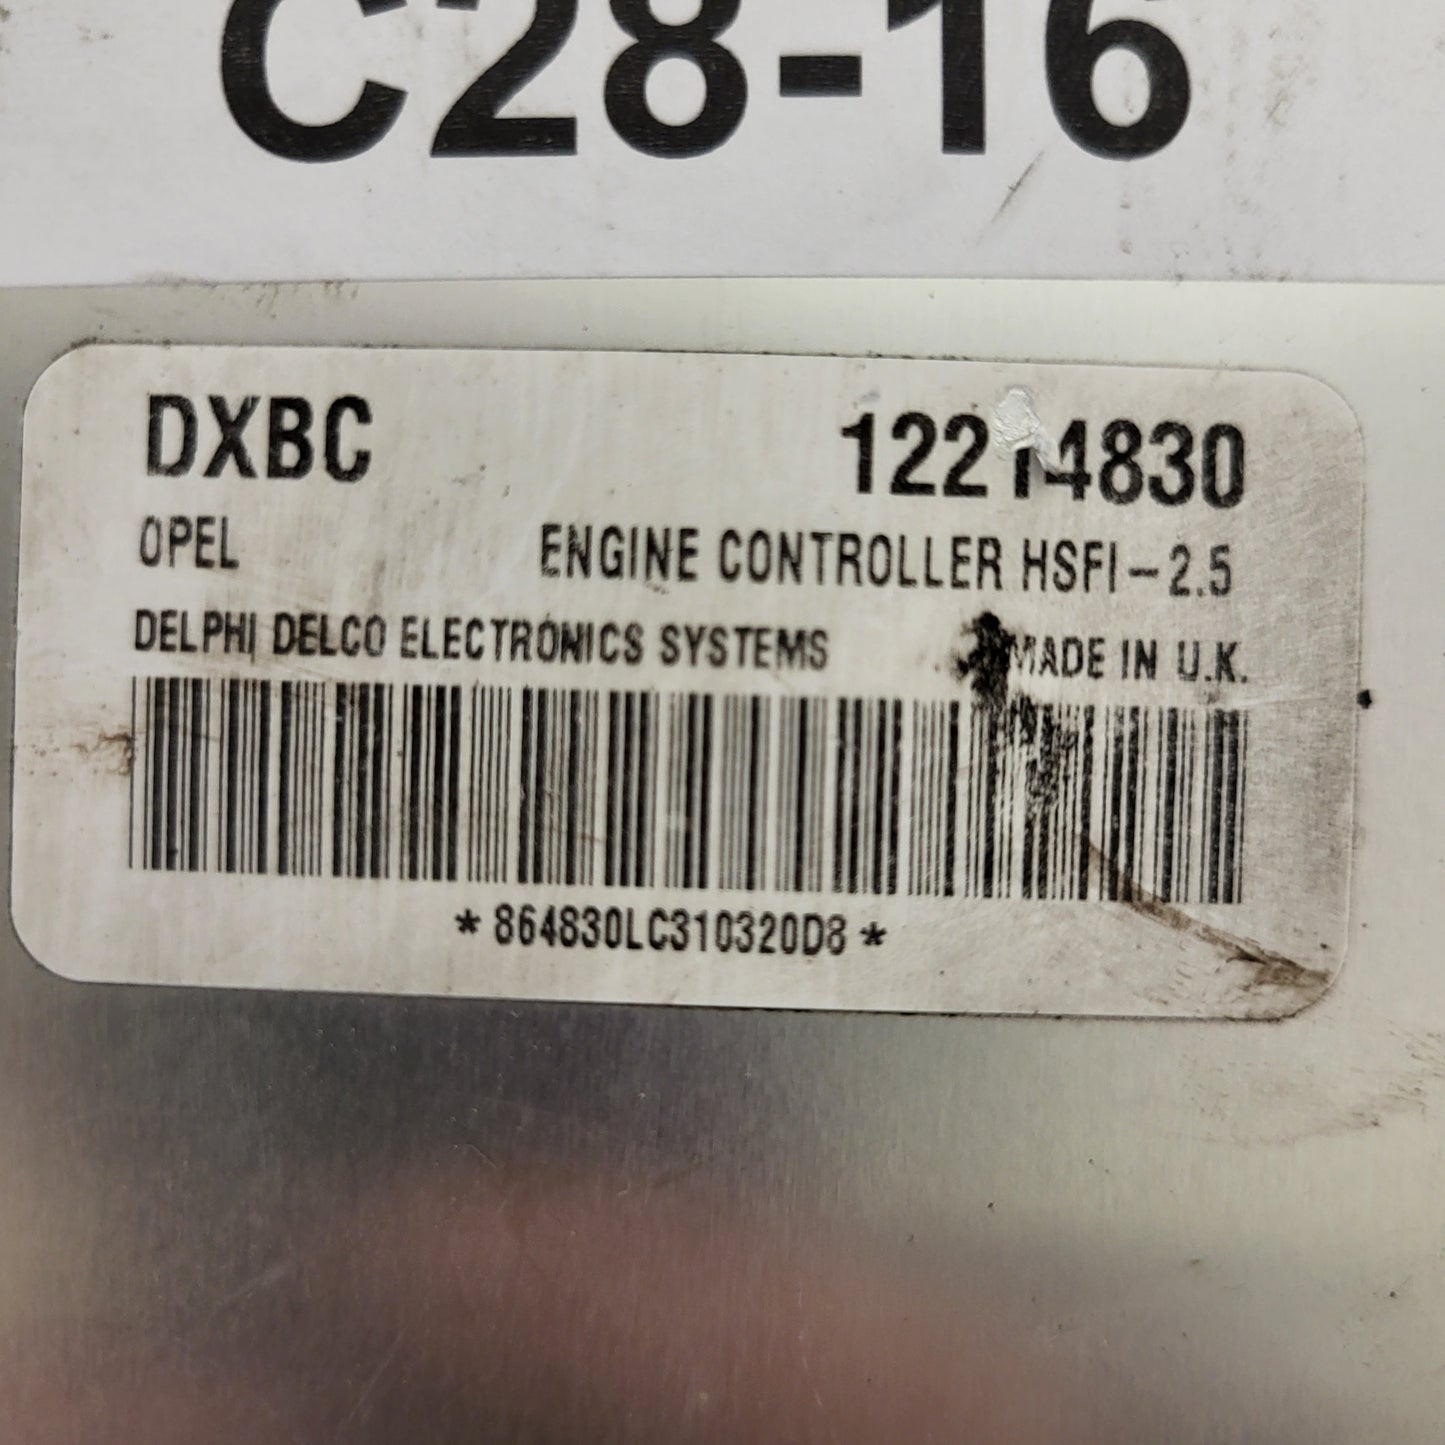 C28-16
DXBC 12214830
OPEL ENGINE CONTROLLER HSFI-2.5
DELPHI DELCO ELECTRONICS SYSTEMS MADE IN U.K.
*864830LC310320D8*